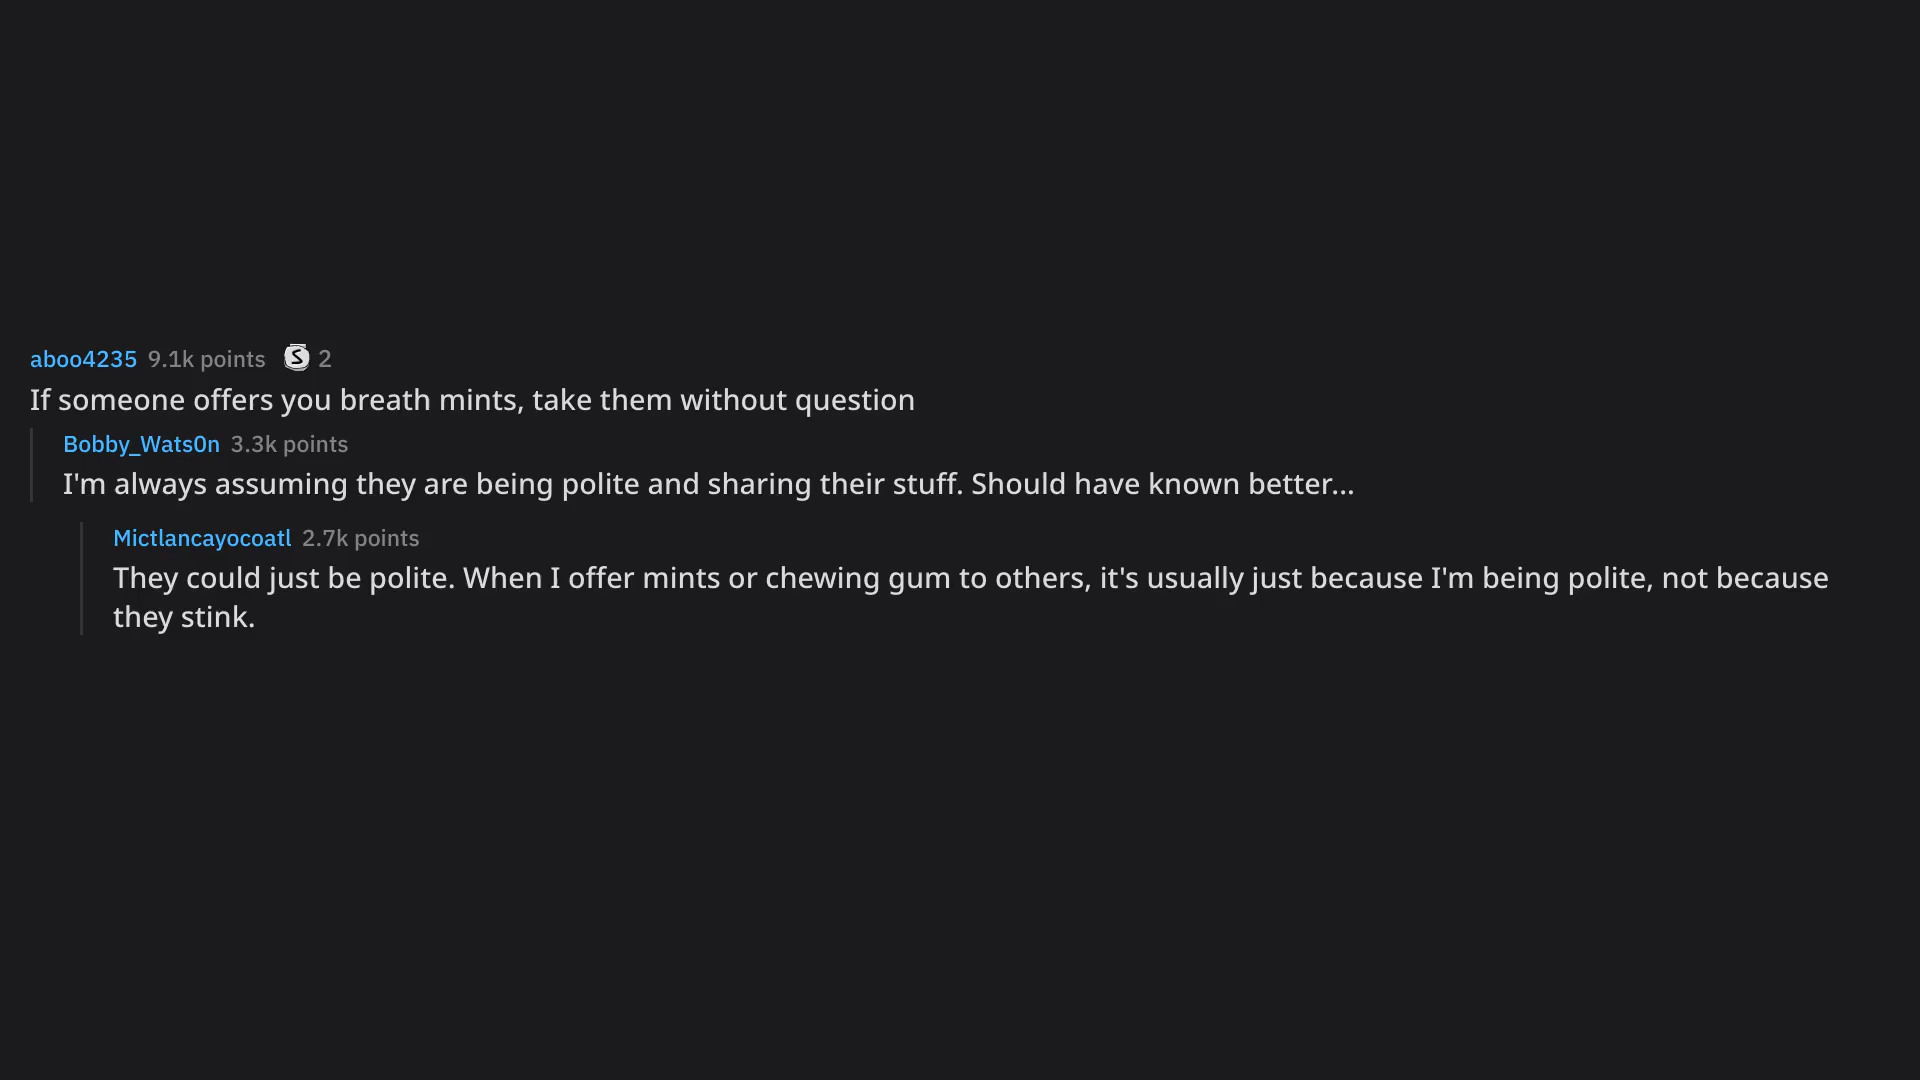 aboo4235 9.1k points S 2
If someone offers you breath mints, take them without question
Bobby_Wats0n 3.3k points
I'm always assuming they are being polite and sharing their stuff. Should have known better...
Mictlancayocoatl 2.7k points
They could just be polite. When I offer mints or chewing gum to others, it's usually just because I'm being polite, not because
they stink.